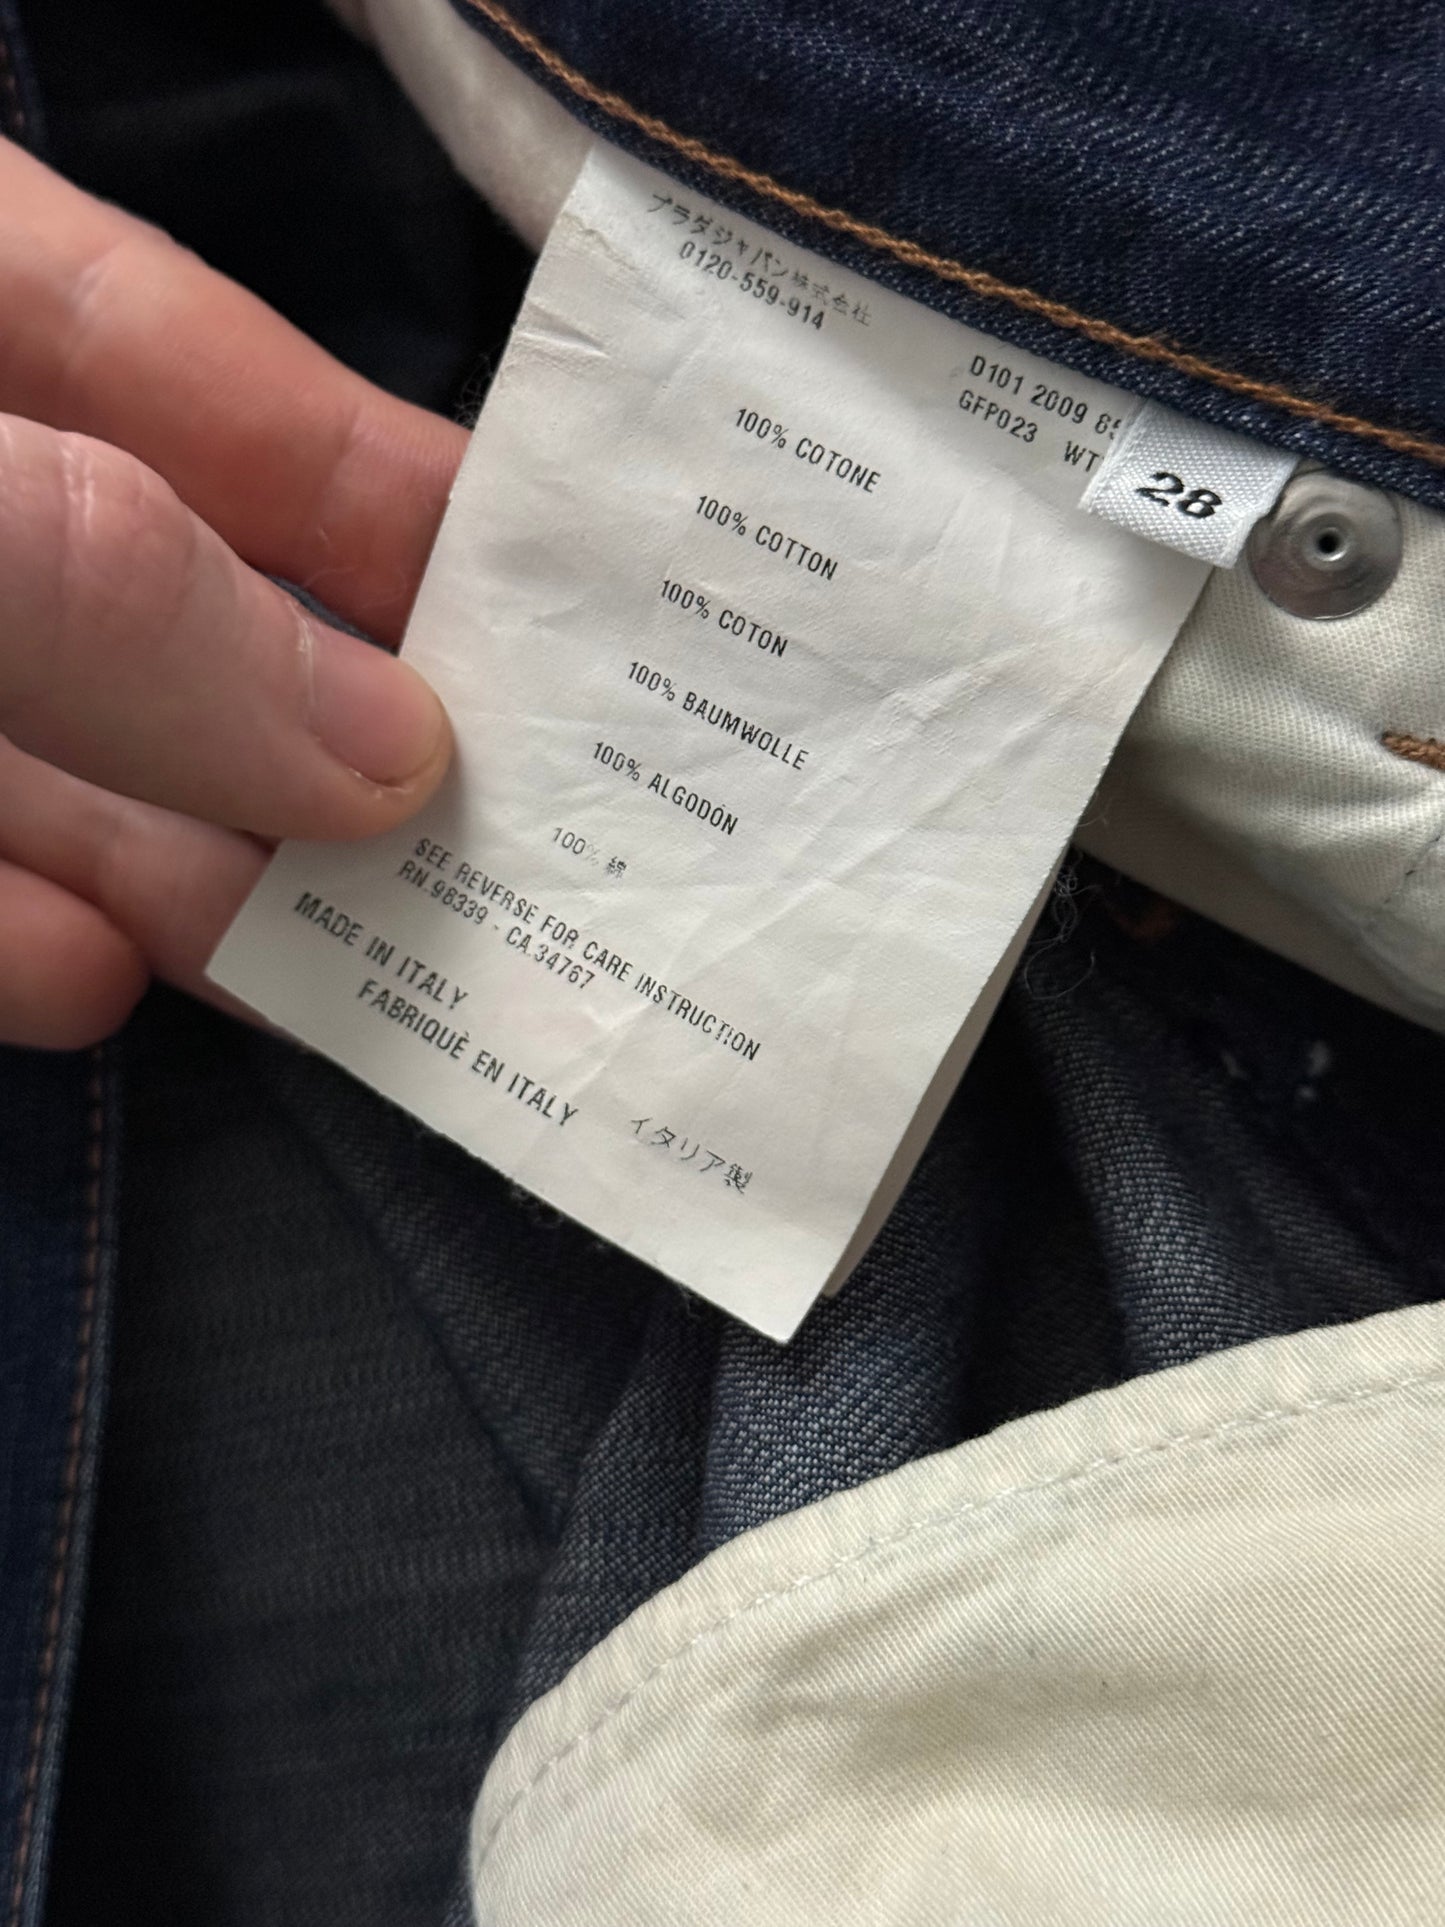 プラダジャパン株式会社
0120-559-914
D101 2009
GFP023 WT
28
100% COTONE
100% COTTON
100% COTON
100% BAUMWOLLE
100% ALGODÓN
100% 綿
SEE REVERSE FOR CARE INSTRUCTION
RN.98339 - CA.34767
MADE IN ITALY
FABRIQUÈ EN ITALY
イタリア製